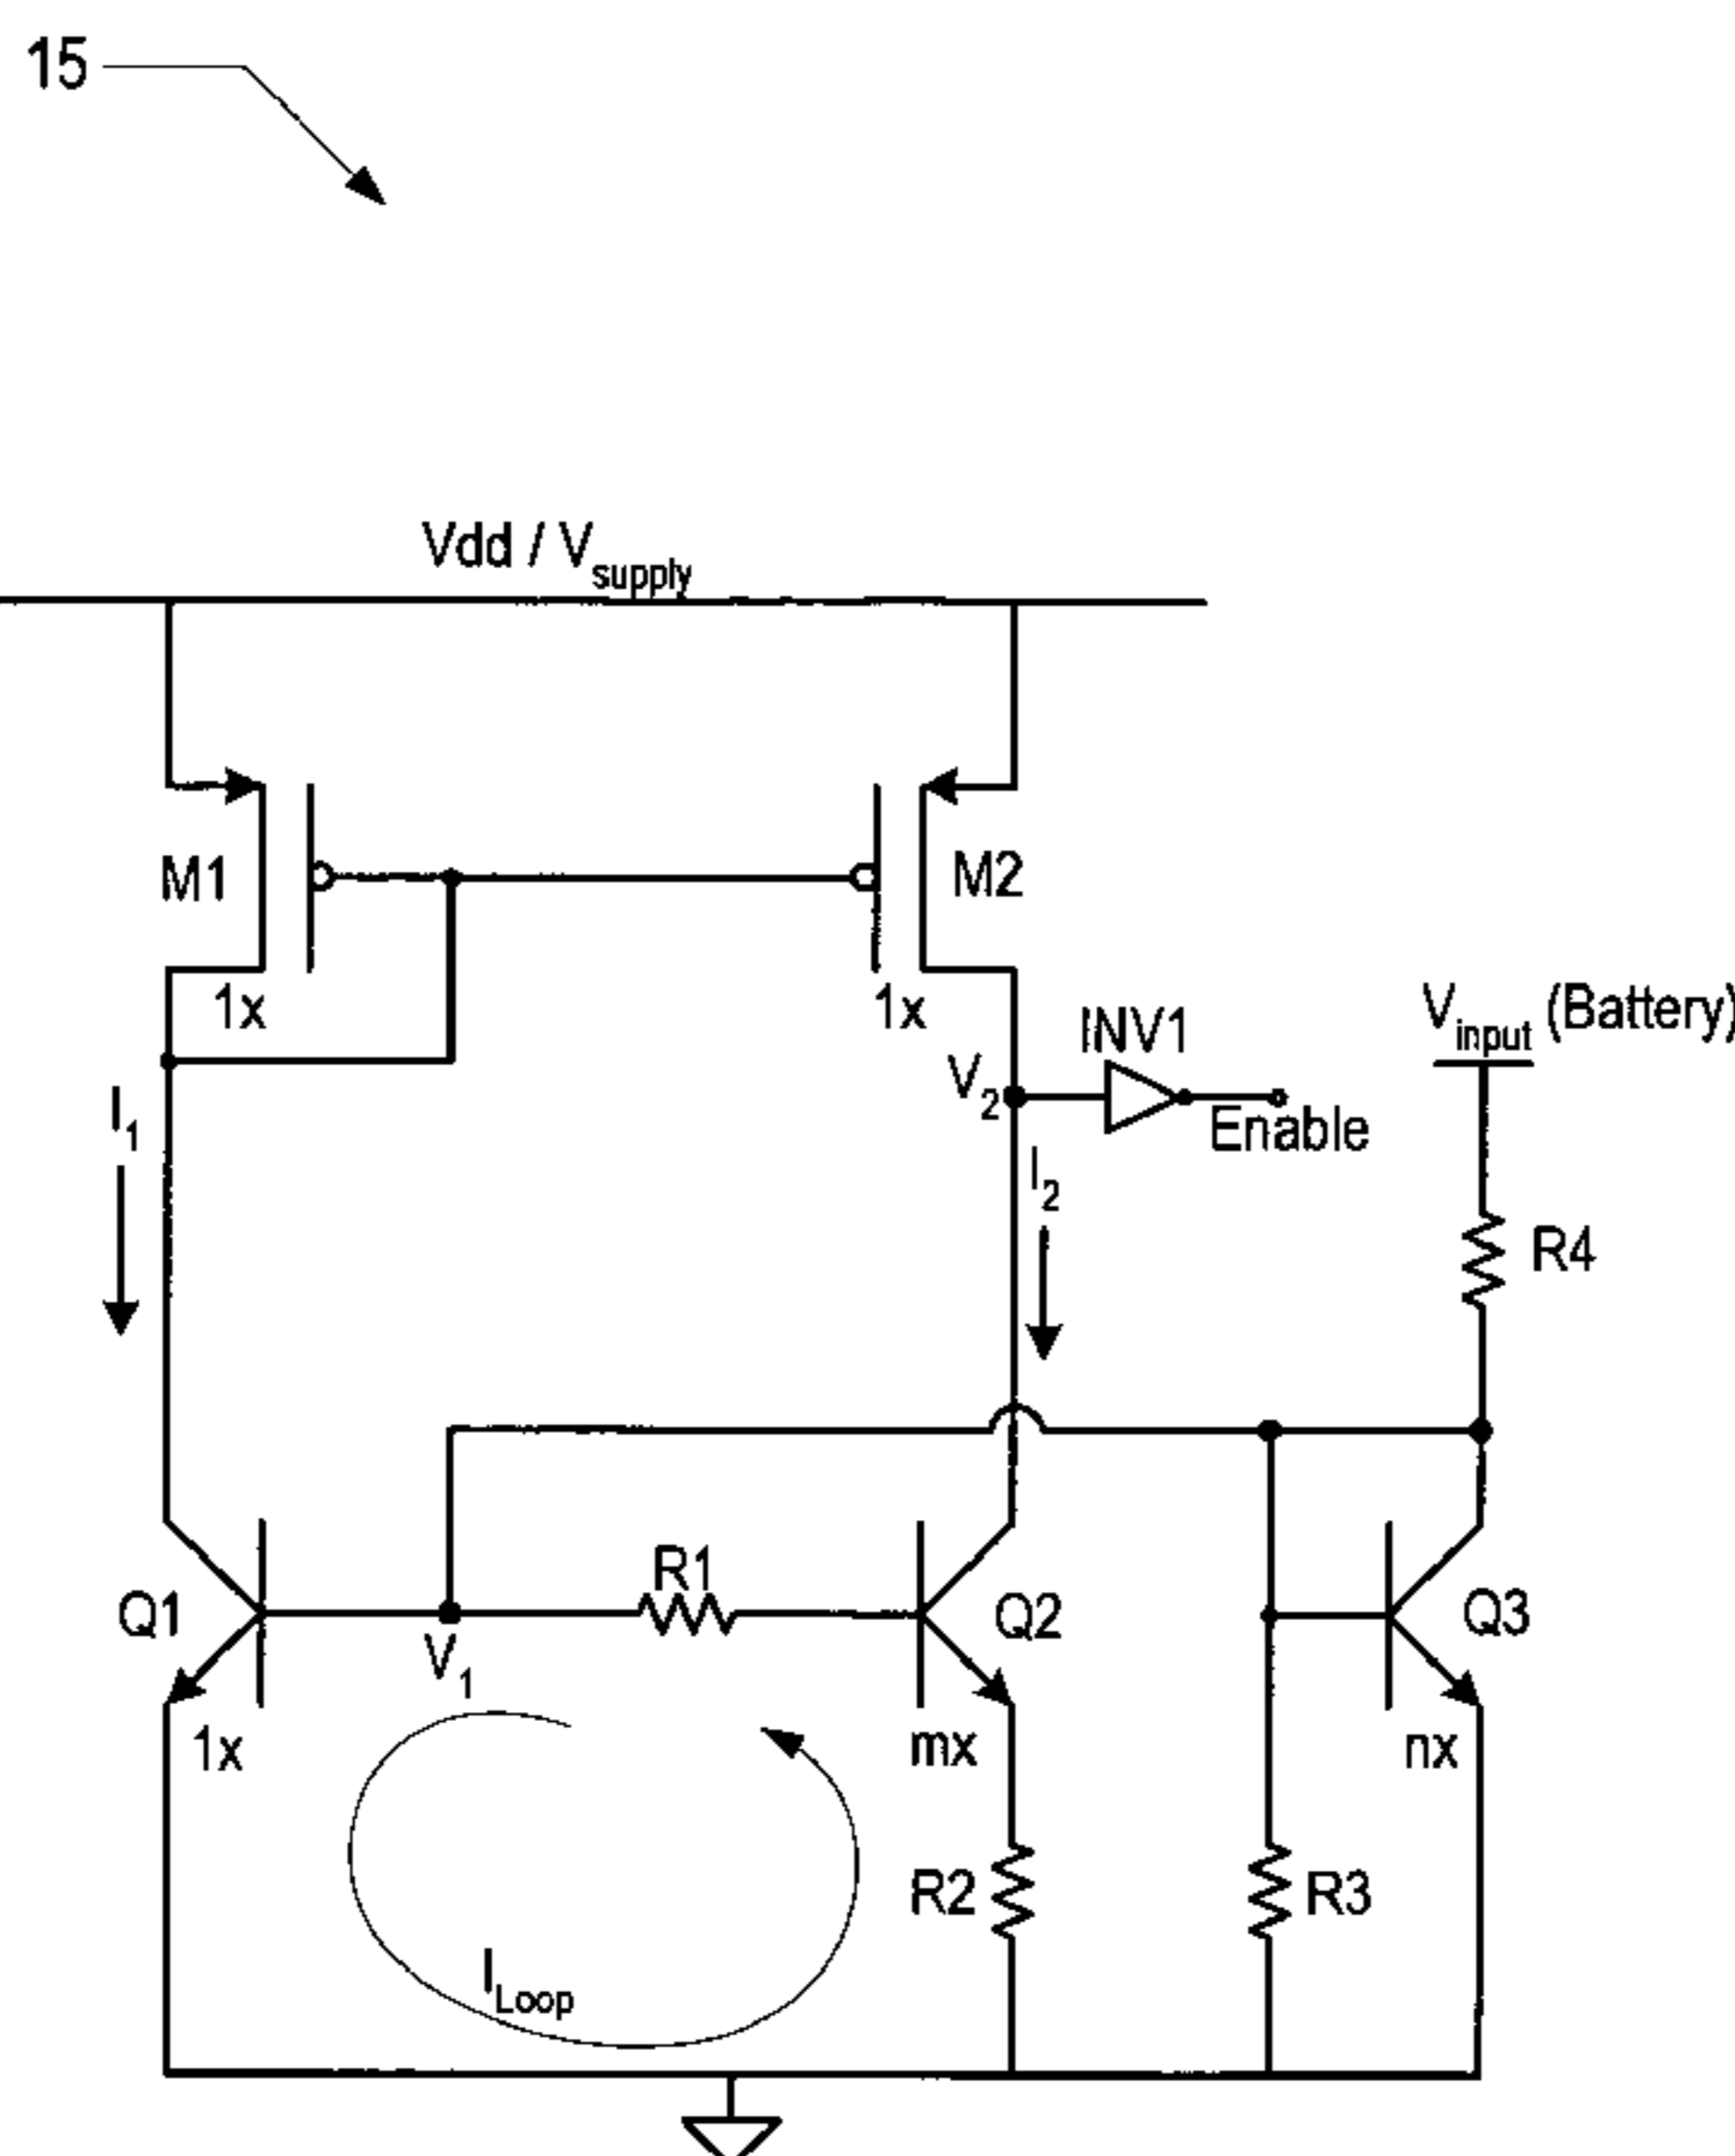 15
Vdd / Vsupply
M1
M2
1x
1x
INV1
Vinput (Battery)
V2
I1
Enable
I2
R4
R1
Q1
Q2
Q3
V1
1x
mx
nx
R2
R3
ILoop